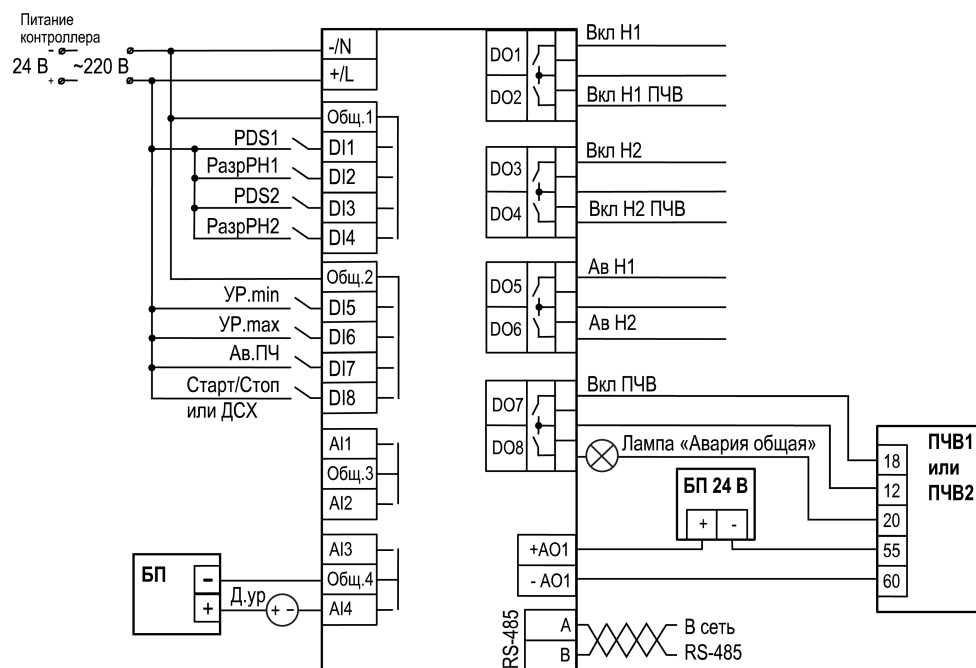 Питание
контроллера
-
24 В ~220 В
+
-/N
+/L
Общ.1
PDS1 DI1
РазрРН1 DI2
PDS2 DI3
РазрРН2 DI4
Общ.2
УР.min DI5
УР.max DI6
Ав.ПЧ DI7
Старт/Стоп DI8
или ДСХ
AI1
Общ.3
AI2
AI3
Общ.4
AI4
БП
-
+
Д.ур
+ -
DO1 Вкл Н1
DO2 Вкл Н1 ПЧВ
DO3 Вкл Н2
DO4 Вкл Н2 ПЧВ
DO5 Ав Н1
DO6 Ав Н2
DO7 Вкл ПЧВ
DO8 Лампа «Авария общая»
БП 24 В
+ -
+AO1
- AO1
RS-485
A В сеть
B RS-485
ПЧВ1
или
ПЧВ2
18
12
20
55
60